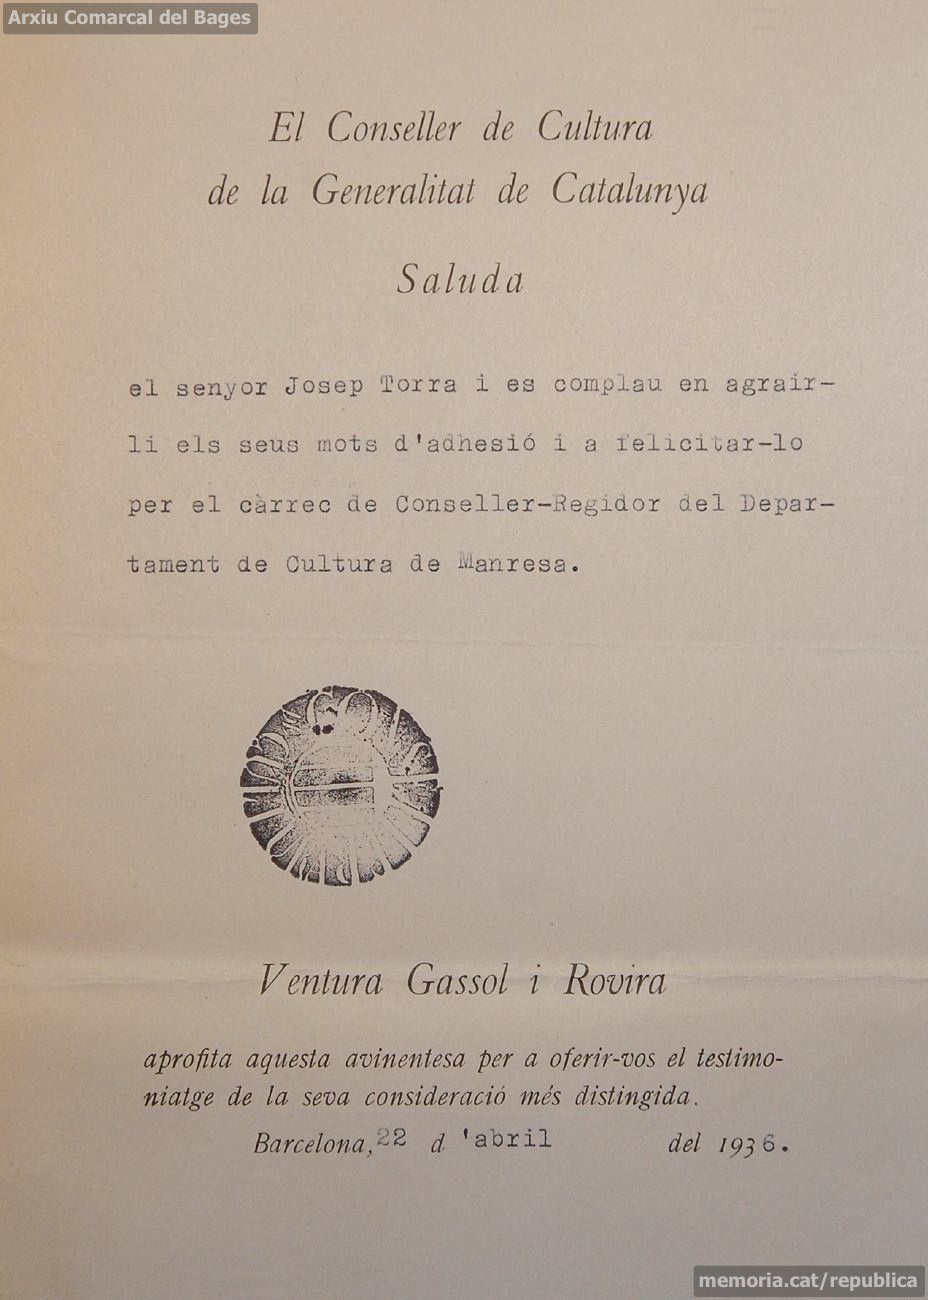 Arxiu Comarcal del Bages
El Conseller de Cultura
de la Generalitat de Catalunya
Saluda
el senyor Josep Torra i es complau en agrair-
li els seus mots d'adhesió i a felicitar-lo
per el càrrec de Conseller-Regidor del Depar-
tament de Cultura de Manresa.
Ventura Gassol i Rovira
aprofita aquesta avinentesa per a oferir-vos el testimo-
niatge de la seva consideració més distingida.
Barcelona, 22 d 'abril del 1936.
memoria.cat/republica